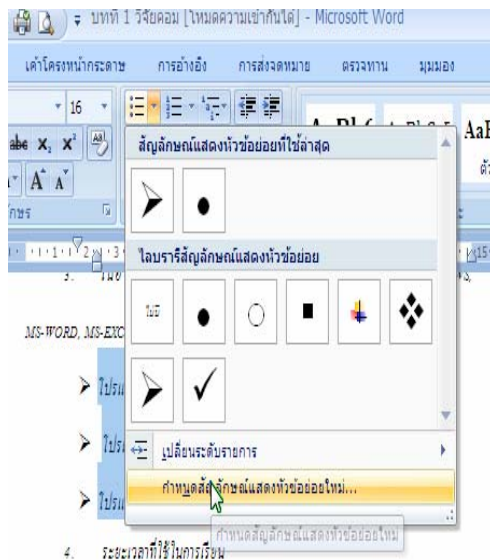 บทที่ 1 วิจัยคอม [โหมดความเข้ากันได้] - Microsoft Word
เค้าโครงหน้ากระดาษ การอ้างอิง การส่งจดหมาย ตรวจทาน มุมมอง
16
abc X₂ X² Aa
A A
สัญลักษณ์แสดงหัวข้อย่อยที่ใช้ล่าสุด
ไลบรารีสัญลักษณ์แสดงหัวข้อย่อย
ไม่มี
MS-WORD, MS-EXC
เปลี่ยนระดับรายการ
กำหนดสัญลักษณ์แสดงหัวข้อย่อยใหม่...
กำหนดสัญลักษณ์แสดงหัวข้อย่อยใหม่
4. ระยะเวลาที่ใช้ในการเรียน